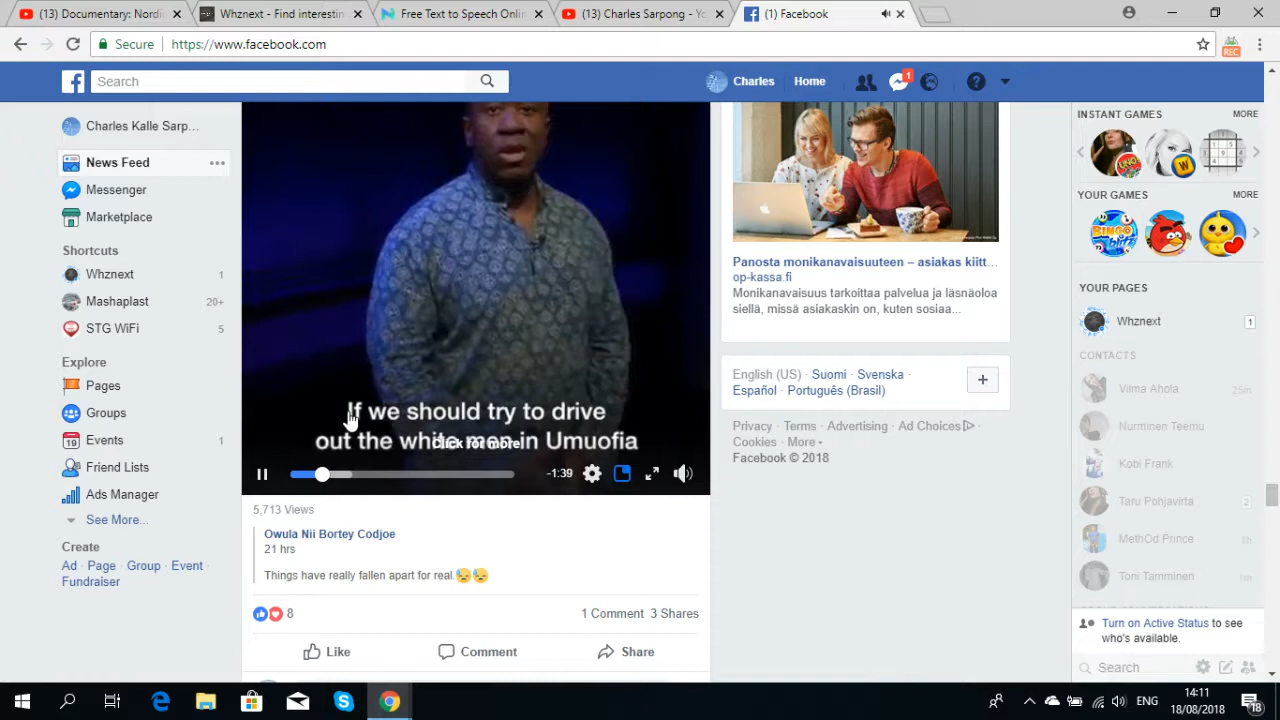 (13) Documentary: Nordi
Whznext - Find interestin
Free Text to Speech Onlin
(13) Charles Sarpong - Yo
(1) Facebook
Secure
https://www.facebook.com
REC
Search
Charles
Home
1
Charles Kalle Sarp...
News Feed
Messenger
Marketplace
Shortcuts
Whznext 1
Mashaplast 20+
STG WiFi 5
Explore
Pages
Groups
Events 1
Friend Lists
Ads Manager
See More...
Create
Ad · Page · Group · Event ·
Fundraiser
If we should try to drive
out the white men in Umuofia
Click for more
-1:39
5,713 Views
Owula Nii Bortey Codjoe
21 hrs
Things have really fallen apart for real.
8
1 Comment 3 Shares
Like Comment Share
Panosta monikanavaisuuteen – asiakas kiitt...
op-kassa.fi
Monikanavaisuus tarkoittaa palvelua ja läsnäoloa
siellä, missä asiakaskin on, kuten sosiaa...
English (US) · Suomi · Svenska ·
Español · Português (Brasil)
Privacy · Terms · Advertising · Ad Choices ·
Cookies · More
Facebook © 2018
INSTANT GAMES MORE
YOUR GAMES MORE
YOUR PAGES
Whznext 1
CONTACTS
Vilma Ahola 25m
Nurminen Teemu
Kobi Frank
Taru Pohjavirta 2
MethOd Prince 1h
Toni Tamminen
Turn on Active Status to see
who's available.
Search
ENG
14:11
18/08/2018
18